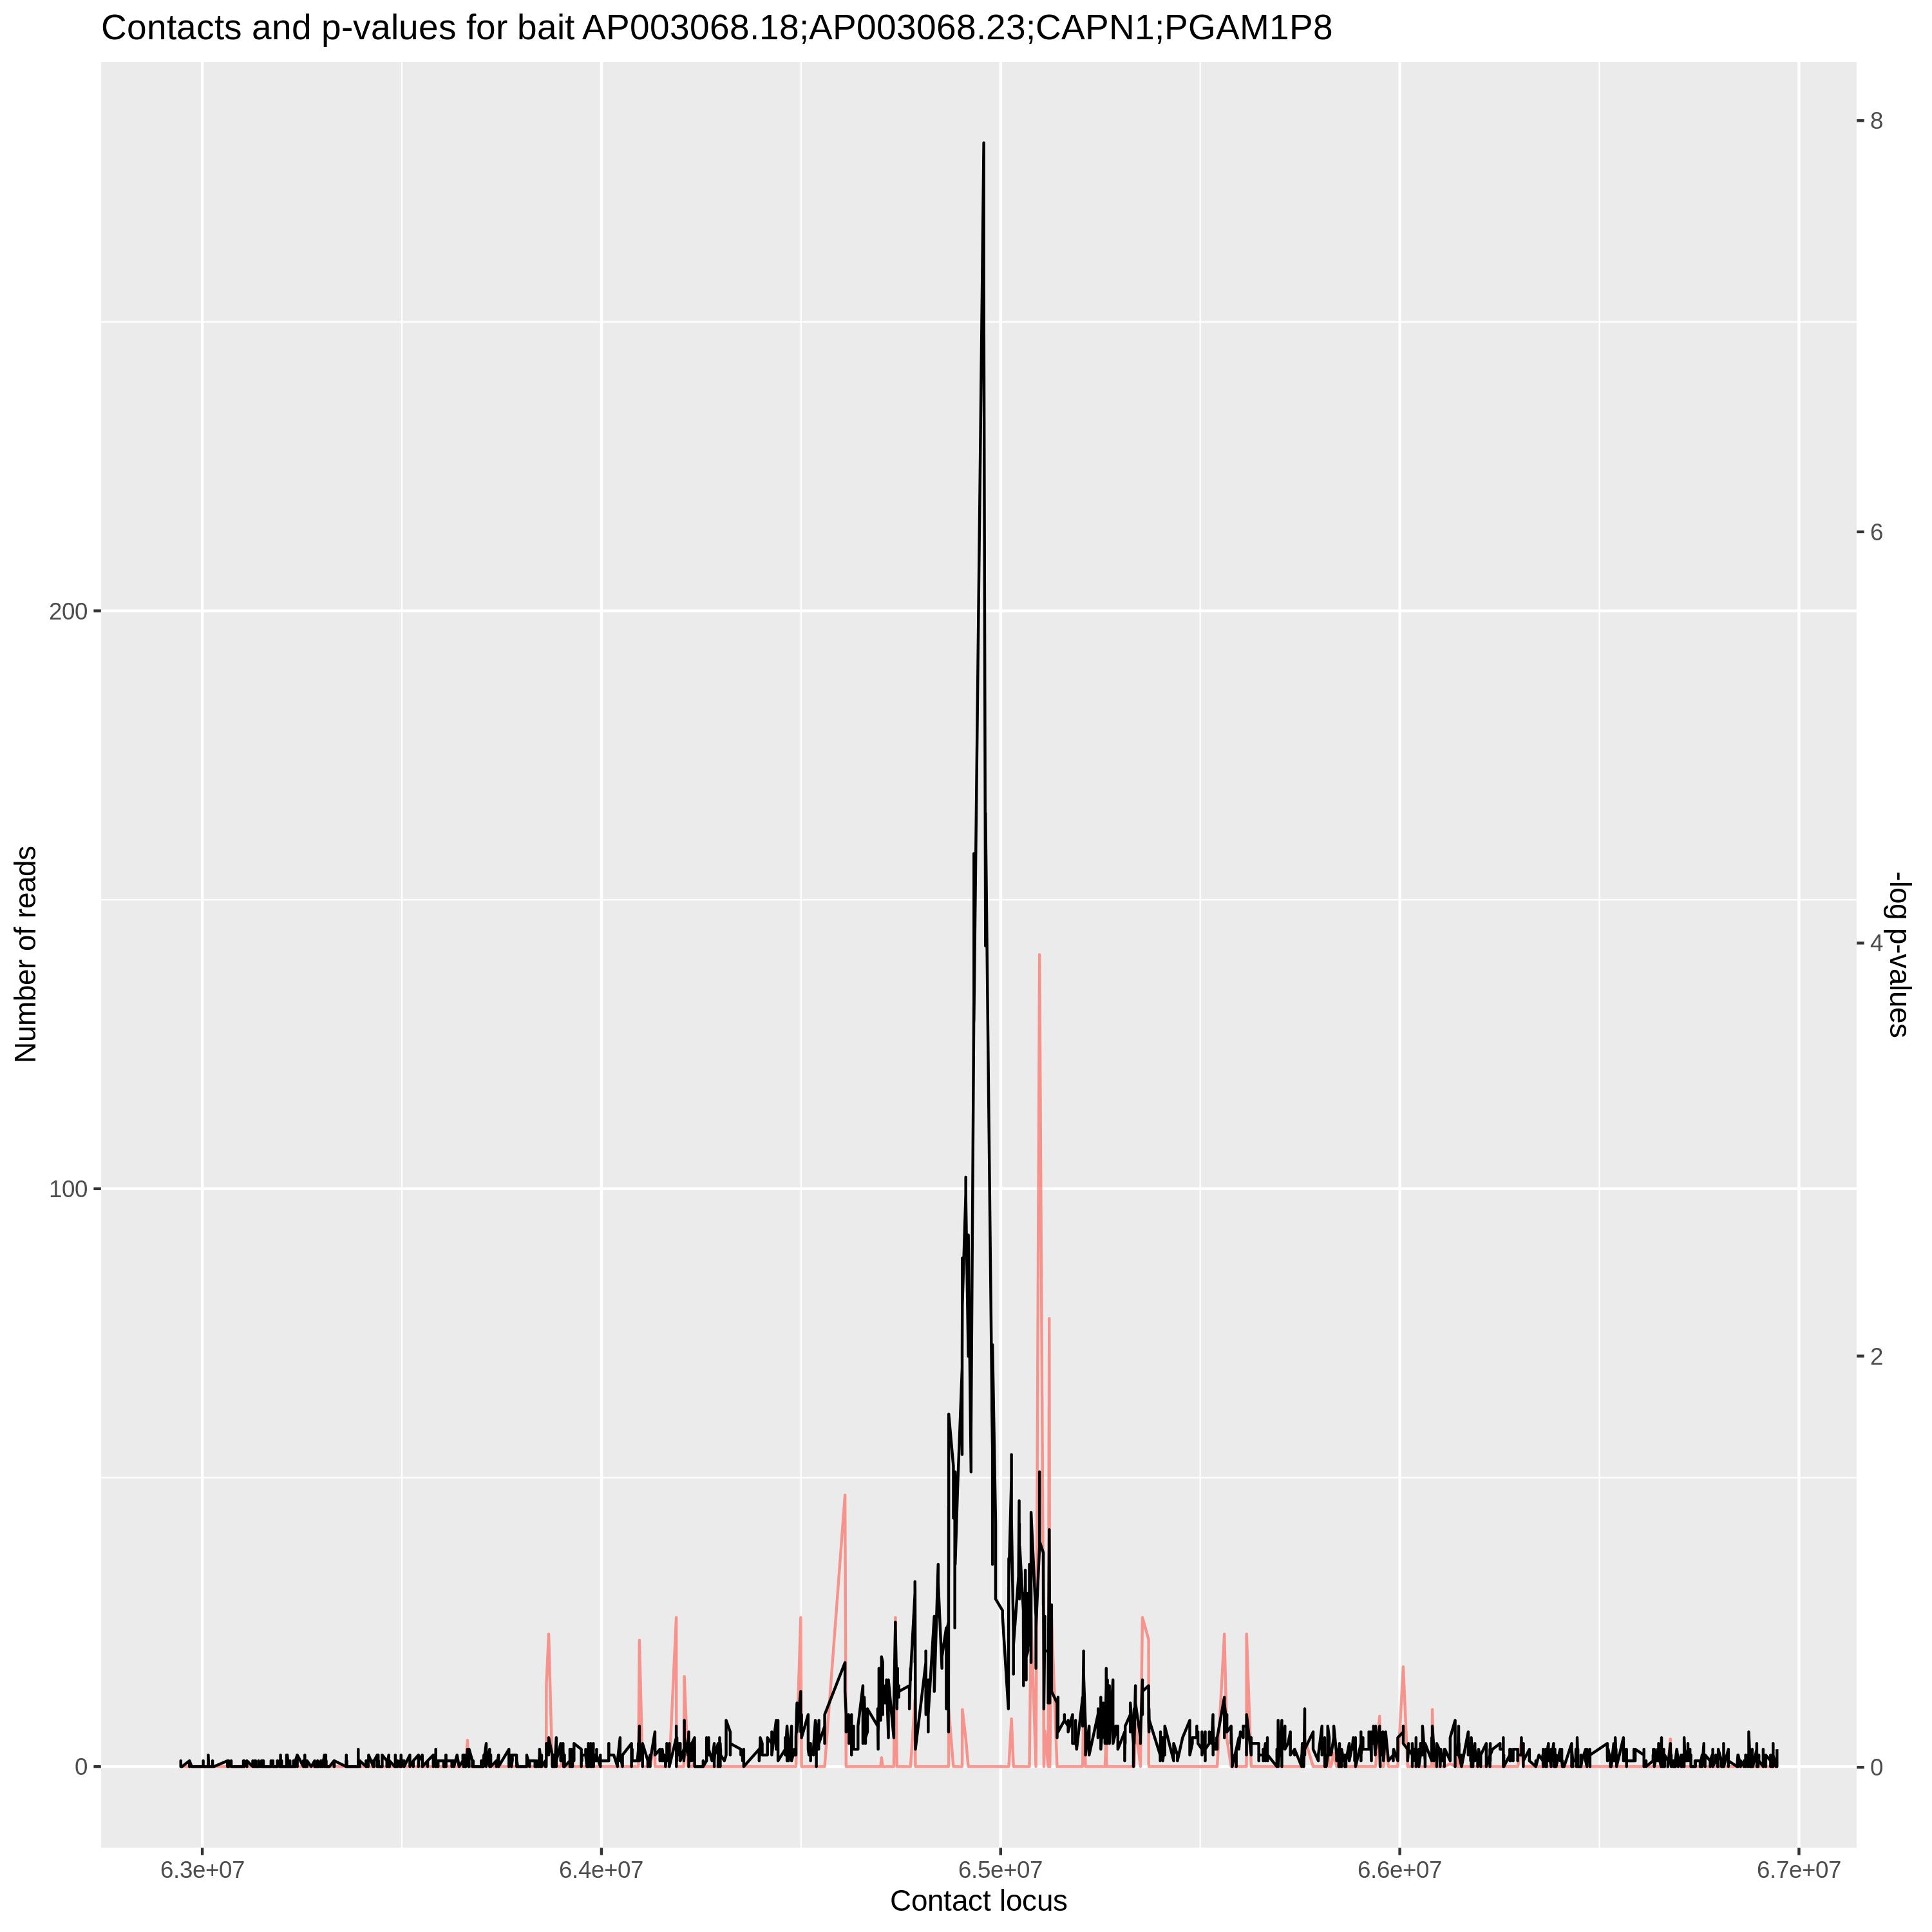 Contacts and p-values for bait AP003068.18;AP003068.23;CAPN1;PGAM1P8
Number of reads
200
100
0
8
6
4
2
0
-log p-values
6.3e+07
6.4e+07
6.5e+07
6.6e+07
6.7e+07
Contact locus